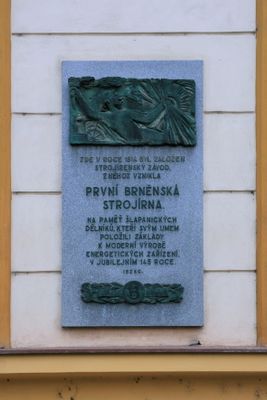 ZDE V ROCE 1814 BYL ZALOŽEN
STROJÍRENSKÝ ZÁVOD,
Z NĚHOŽ VZNIKLA
PRVNÍ BRNĚNSKÁ
STROJÍRNA.
NA PAMĚŤ ŠLAPANICKÝCH
DĚLNÍKŮ, KTEŘÍ SVÝM UMEM
POLOŽILI ZÁKLADY
K MODERNÍ VÝROBĚ
ENERGETICKÝCH ZAŘÍZENÍ,
V JUBILEJNÍM 145 ROCE.